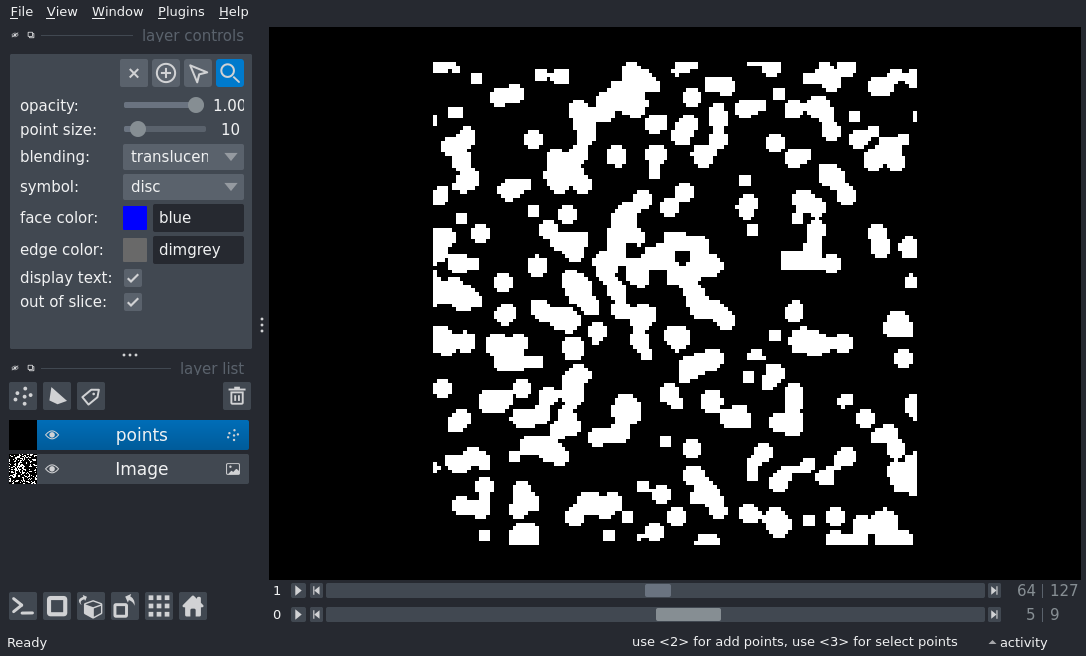 File View Window Plugins Help
layer controls
opacity: 1.00
point size: 10
blending: translucen
symbol: disc
face color: blue
edge color: dimgrey
display text:
out of slice:
layer list
points
Image
1 64 | 127
0 5 | 9
Ready use <2> for add points, use <3> for select points activity